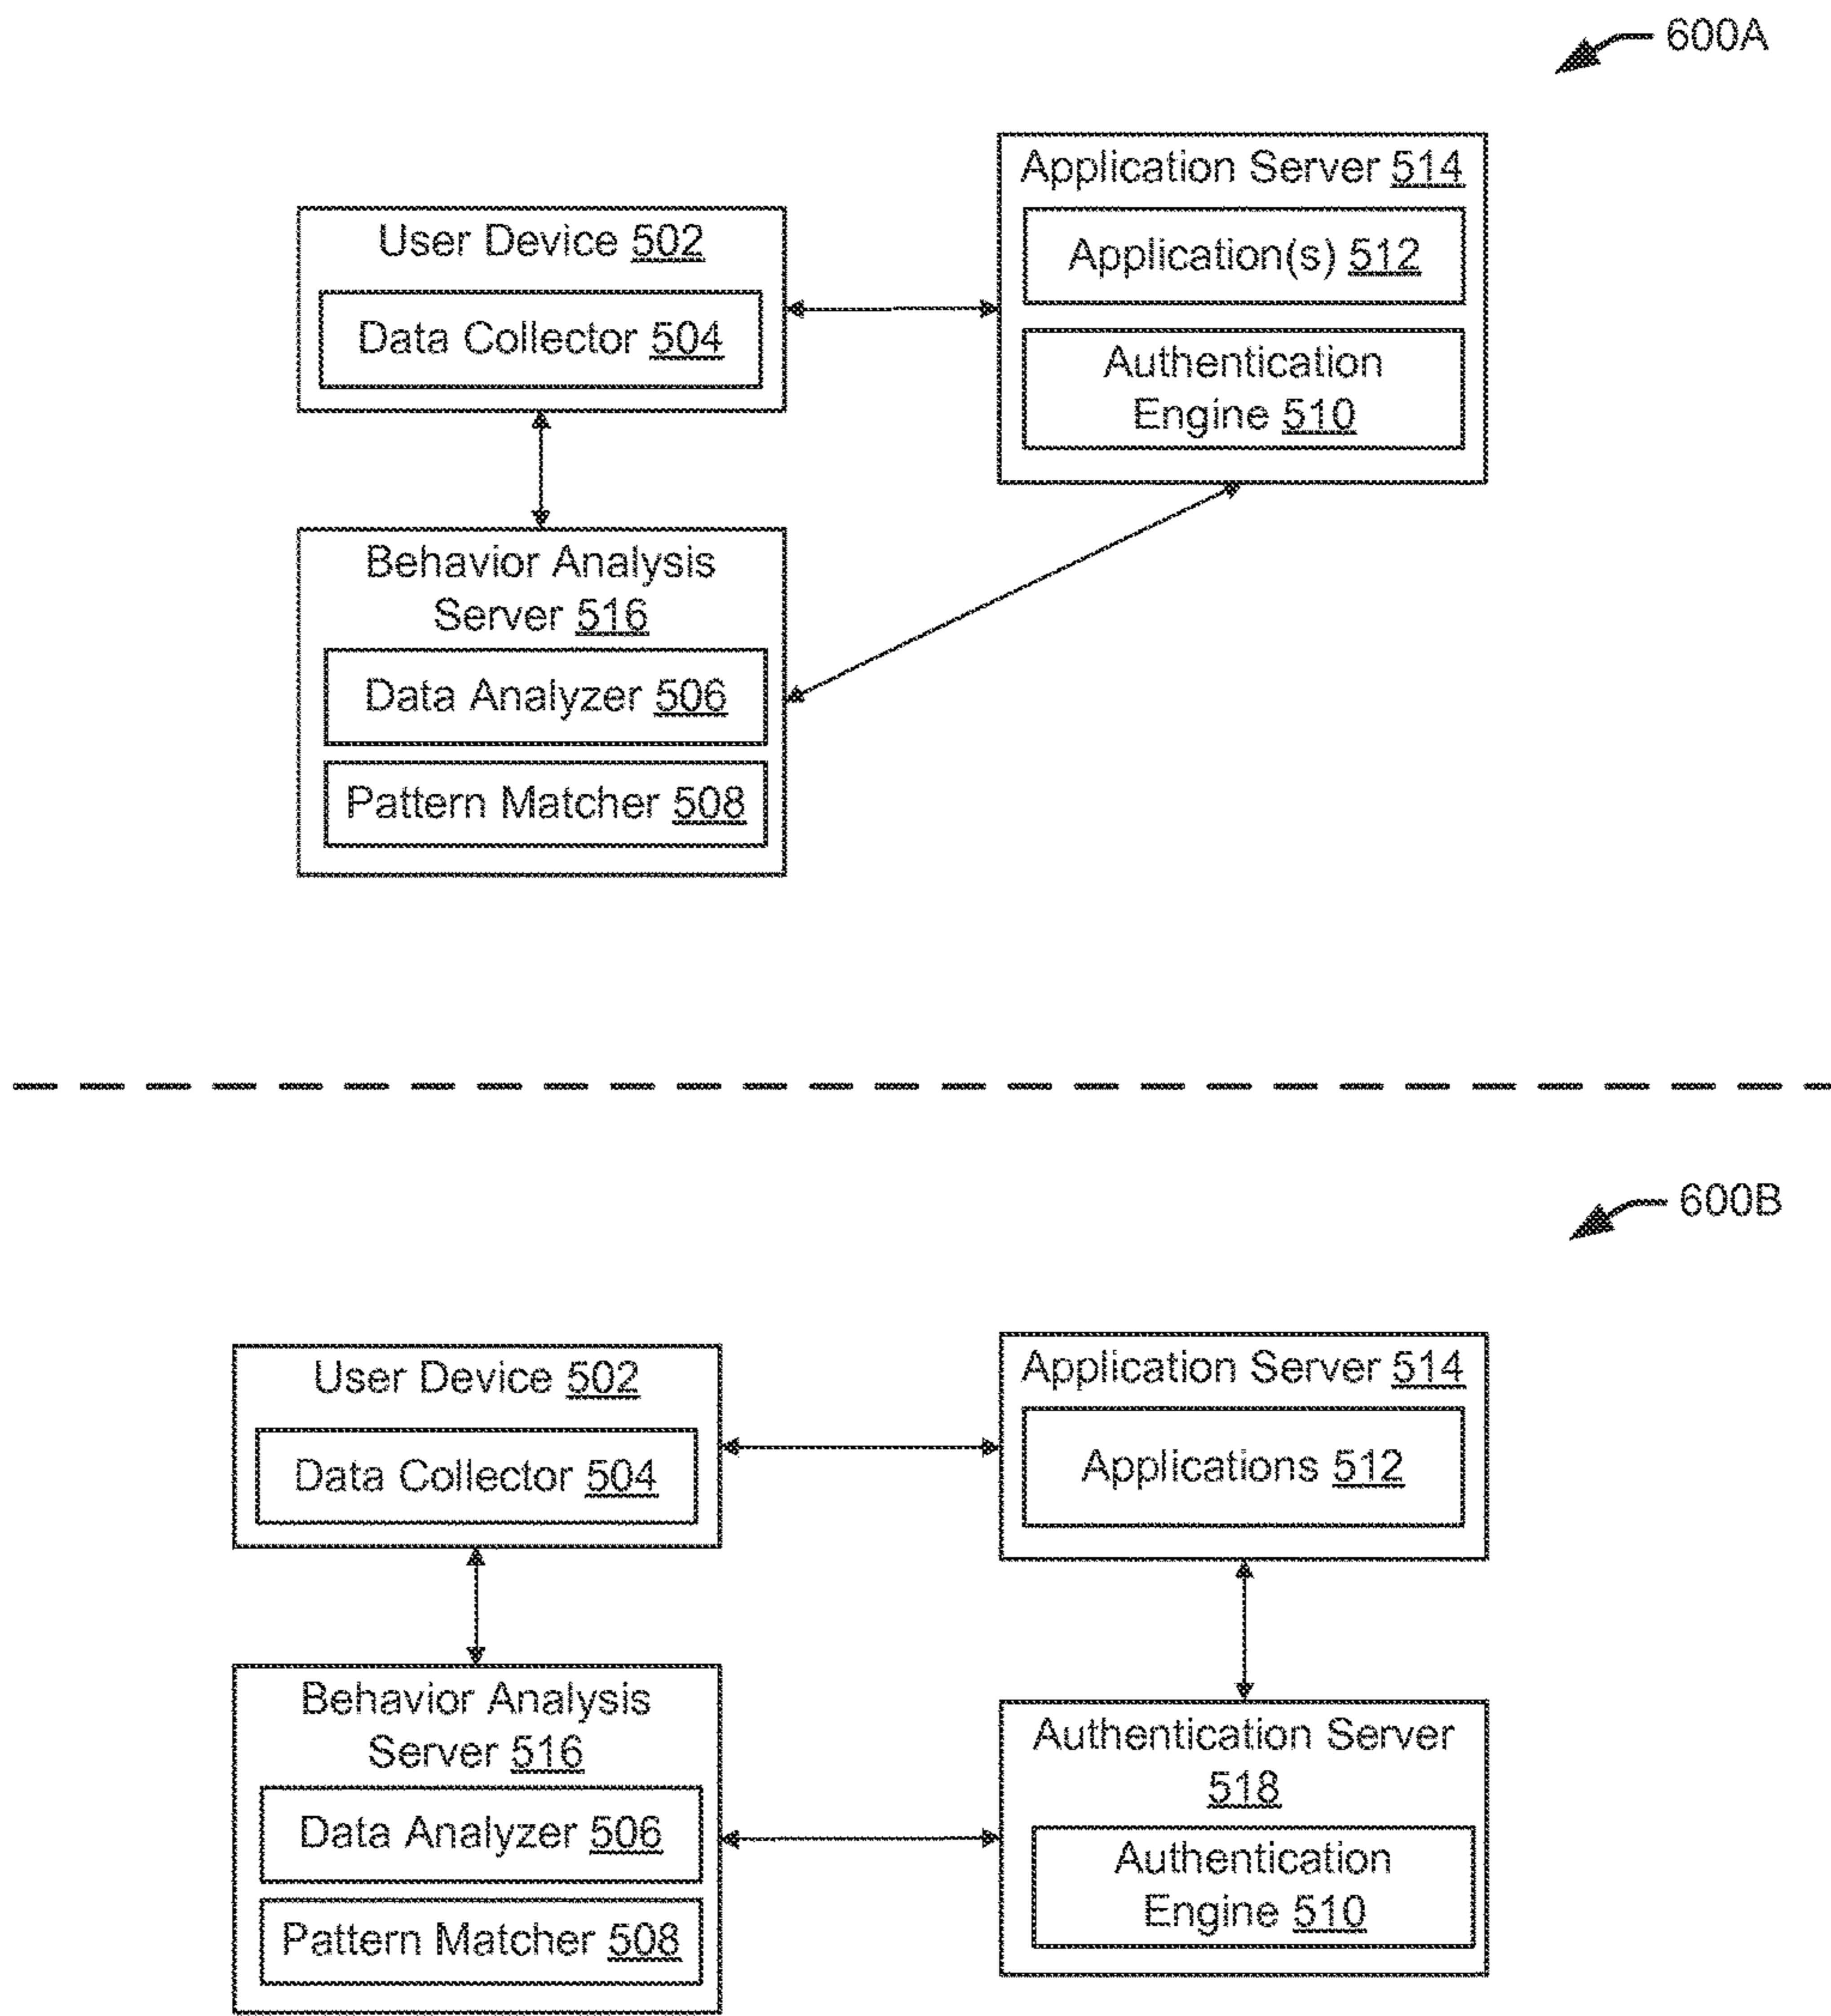 600A
Application Server 514
Application(s) 512
Authentication
Engine 510
User Device 502
Data Collector 504
Behavior Analysis
Server 516
Data Analyzer 506
Pattern Matcher 508
600B
User Device 502
Data Collector 504
Application Server 514
Applications 512
Behavior Analysis
Server 516
Data Analyzer 506
Pattern Matcher 508
Authentication Server
518
Authentication
Engine 510